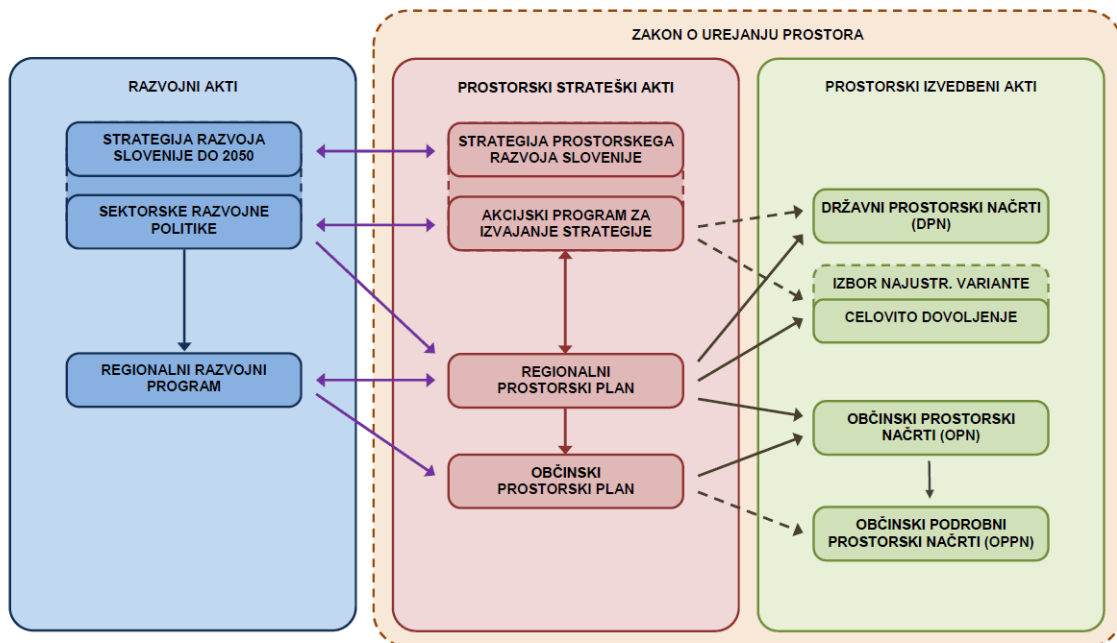 ZAKON O UREJANJU PROSTORA
RAZVOJNI AKTI
STRATEGIJA RAZVOJA
SLOVENIJE DO 2050
SEKTORSKE RAZVOJNE
POLITIKE
REGIONALNI RAZVOJNI
PROGRAM
PROSTORSKI STRATEŠKI AKTI
STRATEGIJA PROSTORSKEGA
RAZVOJA SLOVENIJE
AKCIJSKI PROGRAM ZA
IZVAJANJE STRATEGIJE
REGIONALNI
PROSTORSKI PLAN
OBČINSKI
PROSTORSKI PLAN
PROSTORSKI IZVEDBENI AKTI
DRŽAVNI PROSTORSKI NAČRTI
(DPN)
IZBOR NAJUSTR. VARIANTE
CELOVITO DOVOLJENJE
OBČINSKI PROSTORSKI
NAČRTI (OPN)
OBČINSKI PODROBNI
PROSTORSKI NAČRTI (OPPN)